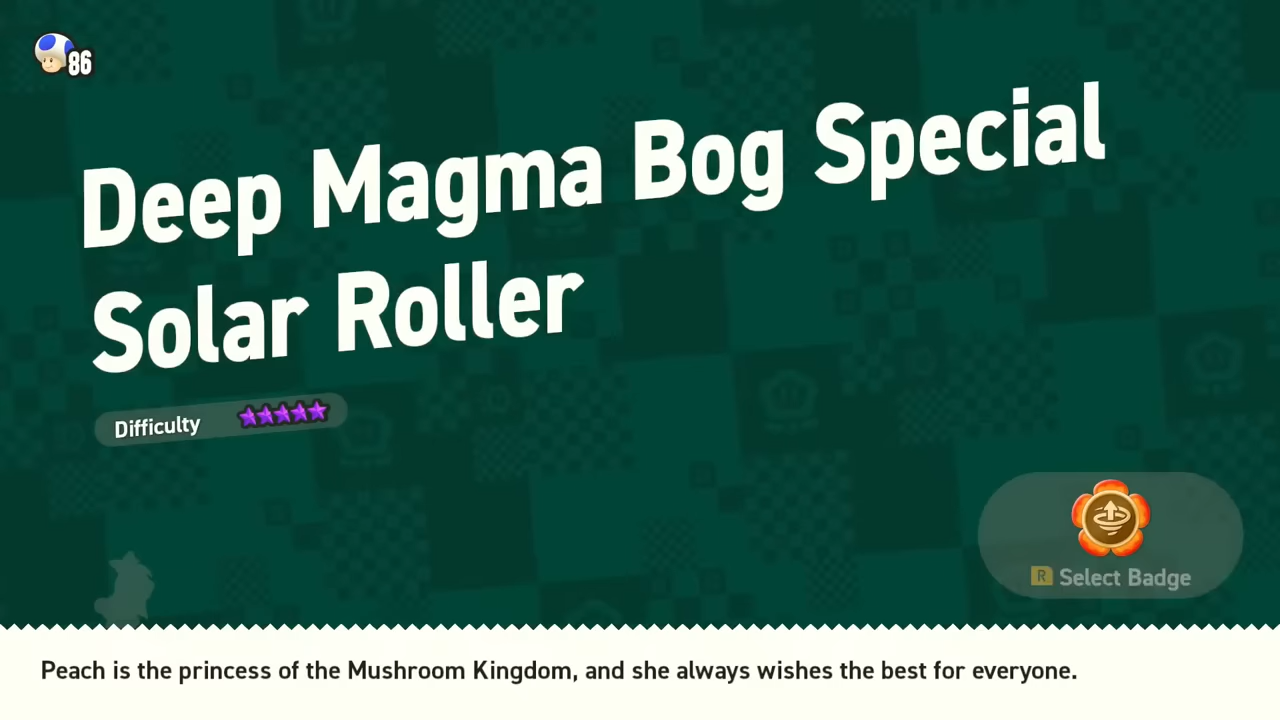 86
Deep Magma Bog Special
Solar Roller
Difficulty
R Select Badge
Peach is the princess of the Mushroom Kingdom, and she always wishes the best for everyone.